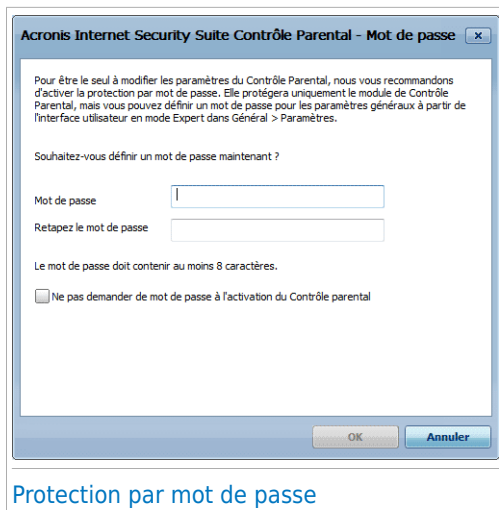 Acronis Internet Security Suite Contrôle Parental - Mot de passe
Pour être le seul à modifier les paramètres du Contrôle Parental, nous vous recommandons
d'activer la protection par mot de passe. Elle protégera uniquement le module de Contrôle
Parental, mais vous pouvez définir un mot de passe pour les paramètres généraux à partir de
l'interface utilisateur en mode Expert dans Général > Paramètres.
Souhaitez-vous définir un mot de passe maintenant ?
Mot de passe
Retapez le mot de passe
Le mot de passe doit contenir au moins 8 caractères.
Ne pas demander de mot de passe à l'activation du Contrôle parental
OK
Annuler
Protection par mot de passe